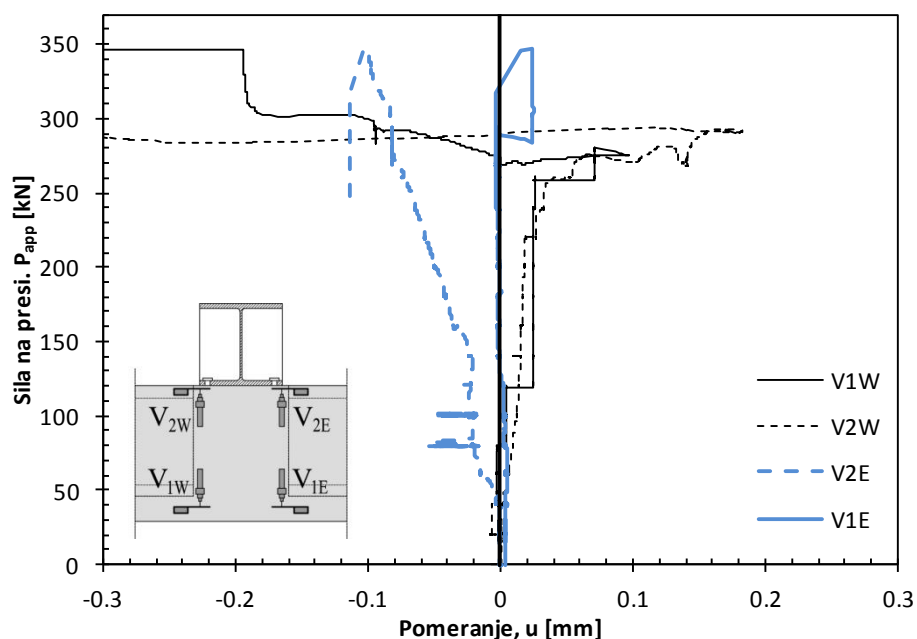 Sila na presi. Papp [kN]
350
300
250
200
150
100
50
0
V2W
V2E
V1W
V1E
V1W
V2W
V2E
V1E
-0.3
-0.2
-0.1
0
0.1
0.2
0.3
Pomeranje, u [mm]